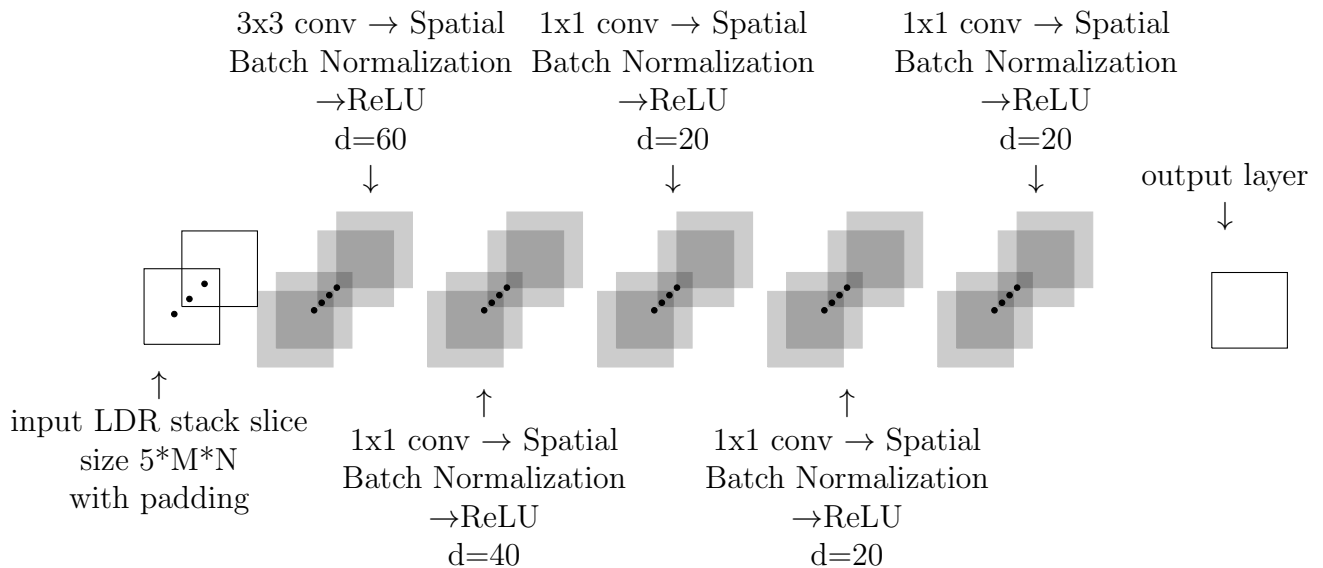 3x3 conv → Spatial
Batch Normalization
→ReLU
d=60
1x1 conv → Spatial
Batch Normalization
→ReLU
d=20
1x1 conv → Spatial
Batch Normalization
→ReLU
d=20
output layer
input LDR stack slice
size 5*M*N
with padding
1x1 conv → Spatial
Batch Normalization
→ReLU
d=40
1x1 conv → Spatial
Batch Normalization
→ReLU
d=20